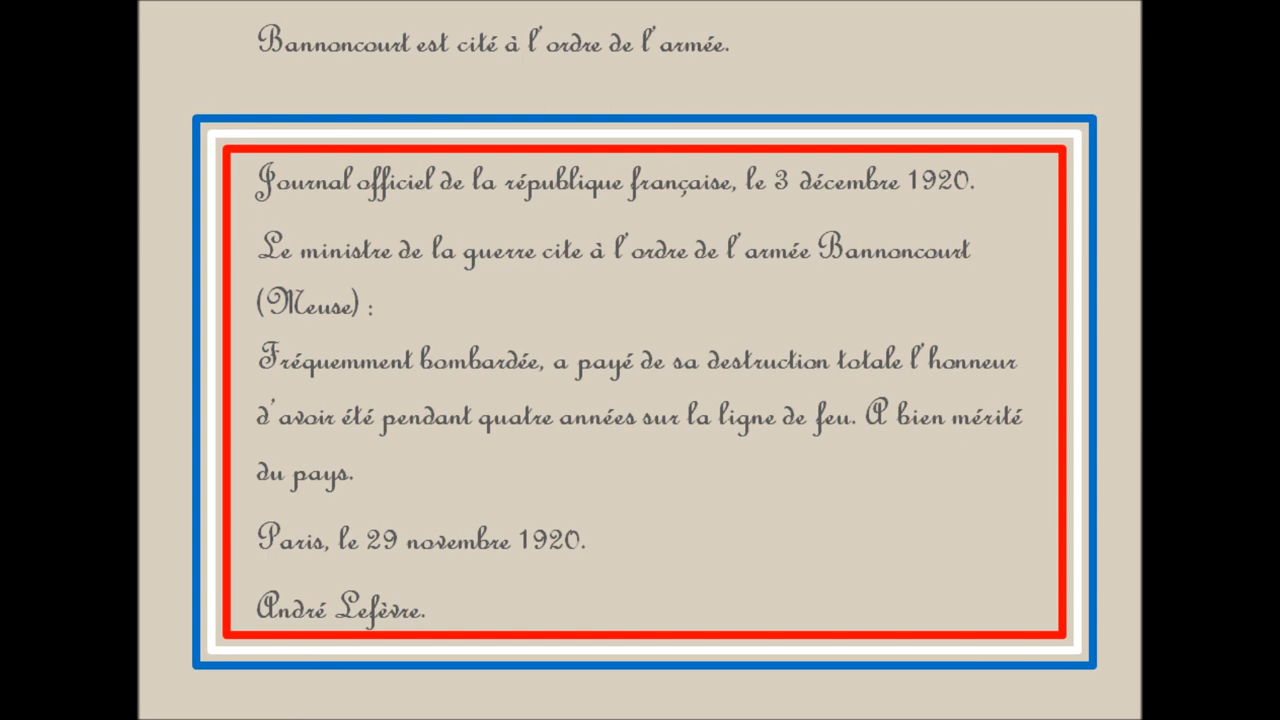 Bannoncourt est cité à l'ordre de l'armée.
Journal officiel de la république française, le 3 décembre 1920.
Le ministre de la guerre cite à l'ordre de l'armée Bannoncourt
(Meuse) :
Fréquemment bombardée, a payé de sa destruction totale l'honneur
d'avoir été pendant quatre années sur la ligne de feu. A bien mérité
du pays.
Paris, le 29 novembre 1920.
André Lefèvre.